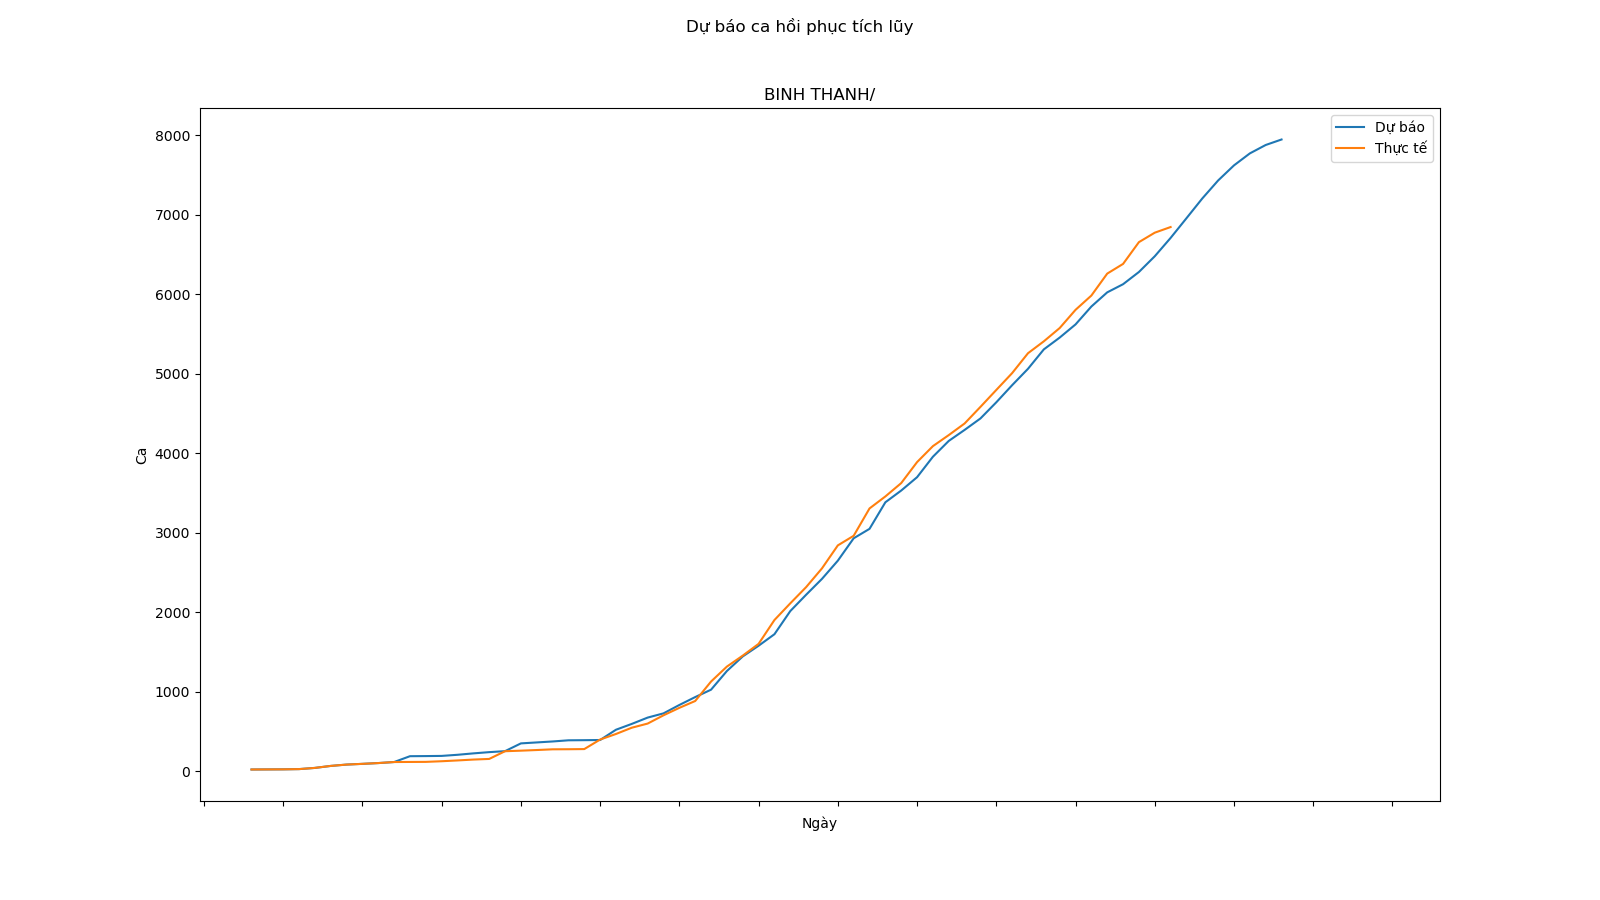 Dự báo ca hồi phục tích lũy
BINH THANH/
Dự báo
Thực tế
8000
7000
6000
5000
4000
3000
2000
1000
0
Ca
Ngày